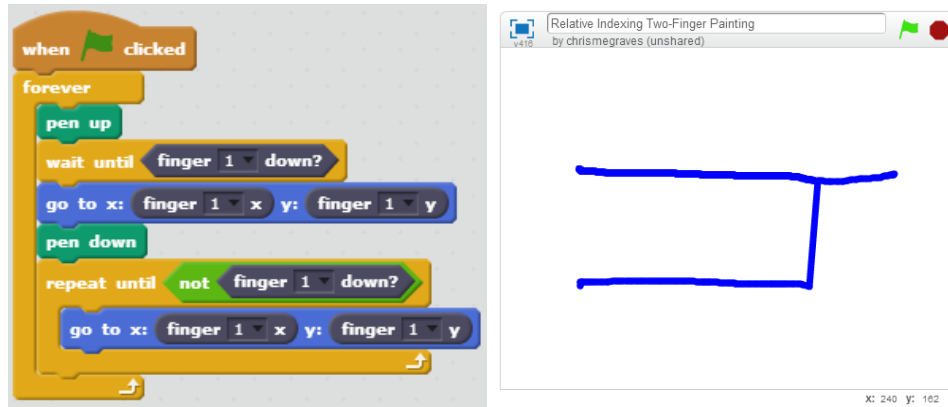 when clicked
forever
pen up
wait until finger 1 down?
go to x: finger 1 x y: finger 1 y
pen down
repeat until not finger 1 down?
go to x: finger 1 x y: finger 1 y
Relative Indexing Two-Finger Painting
v416
by chrismegraves (unshared)
x: 240 y: 162